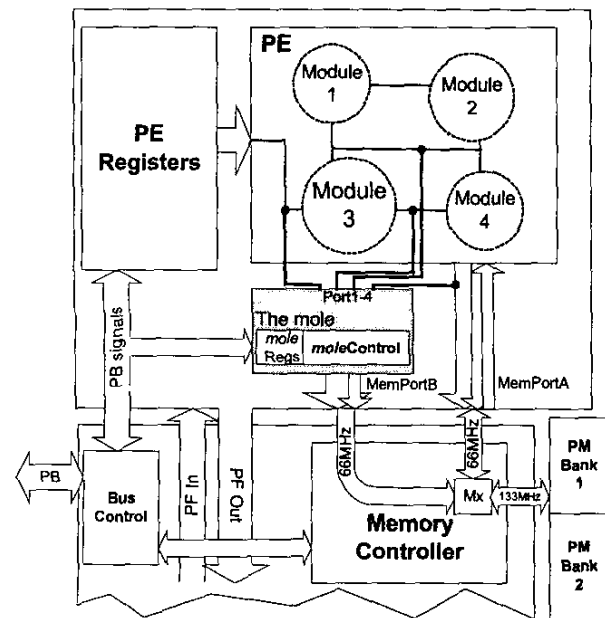 PE
Module
1
Module
2
PE
Registers
Module
3
Module
4
Port1-4
The mole
mole
Regs
moleControl
PB signals
MemPortB
MemPortA
66MHz
66MHz
PB
Bus
Control
PF In
PF Out
Mx
133MHz
Memory
Controller
PM
Bank
1
PM
Bank
2